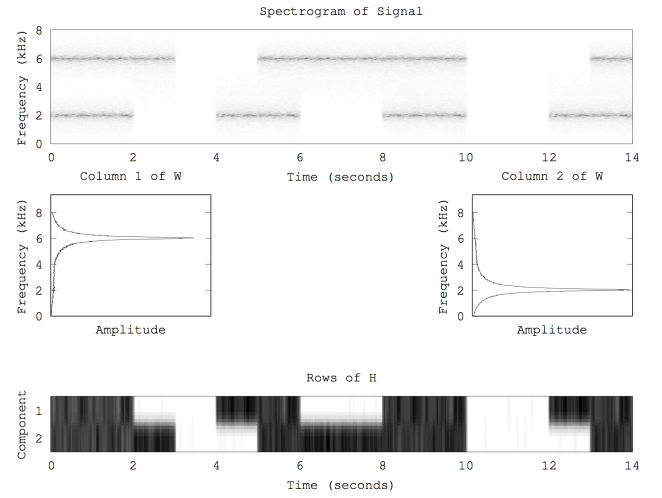 Spectrogram of Signal
Frequency (kHz)
8
6
4
2
0
0 2 4 6 8 10 12 14
Time (seconds)
Column 1 of W
Frequency (kHz)
8
6
4
2
0
Amplitude
Column 2 of W
Frequency (kHz)
8
6
4
2
0
Amplitude
Rows of H
Component
1
2
0 2 4 6 8 10 12 14
Time (seconds)